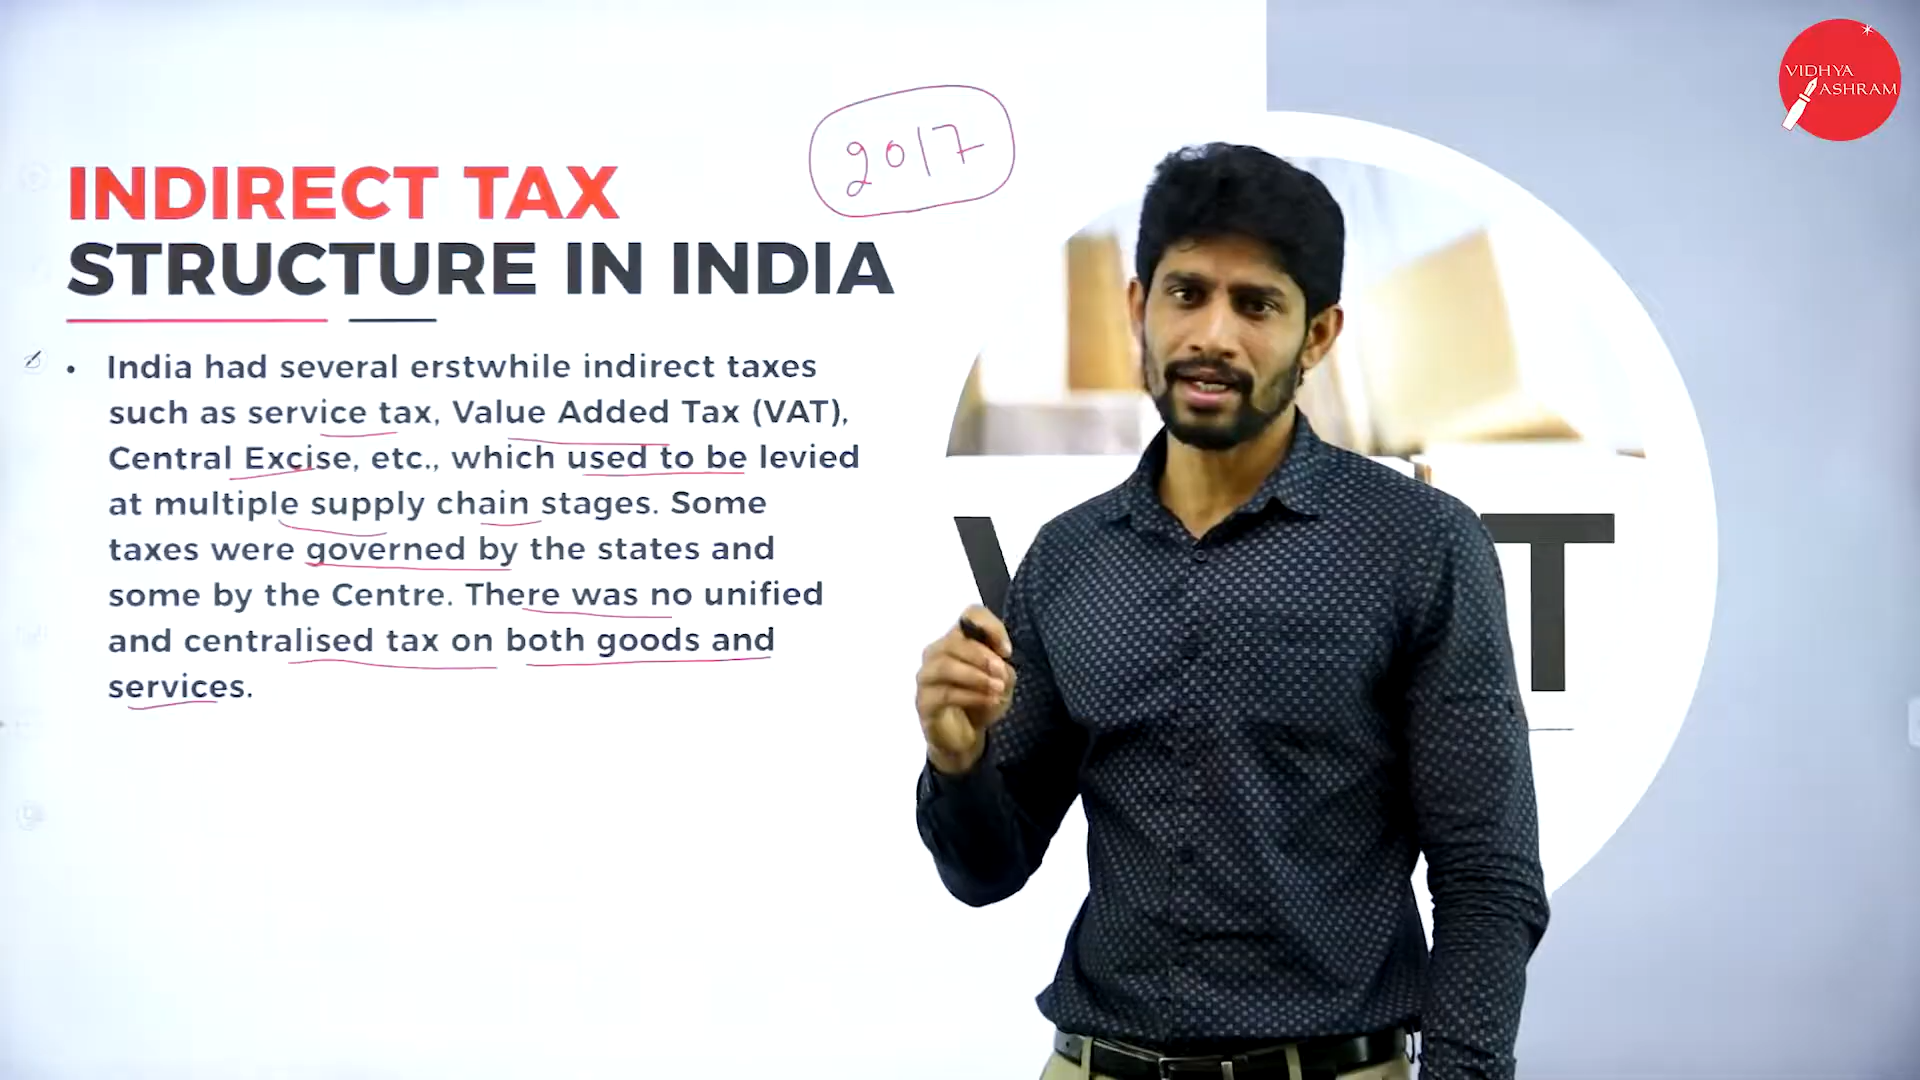 VIDHYA
ASHRAM
2017
INDIRECT TAX
STRUCTURE IN INDIA
• India had several erstwhile indirect taxes
such as service tax, Value Added Tax (VAT),
Central Excise, etc., which used to be levied
at multiple supply chain stages. Some
taxes were governed by the states and
some by the Centre. There was no unified
and centralised tax on both goods and
services.
V T